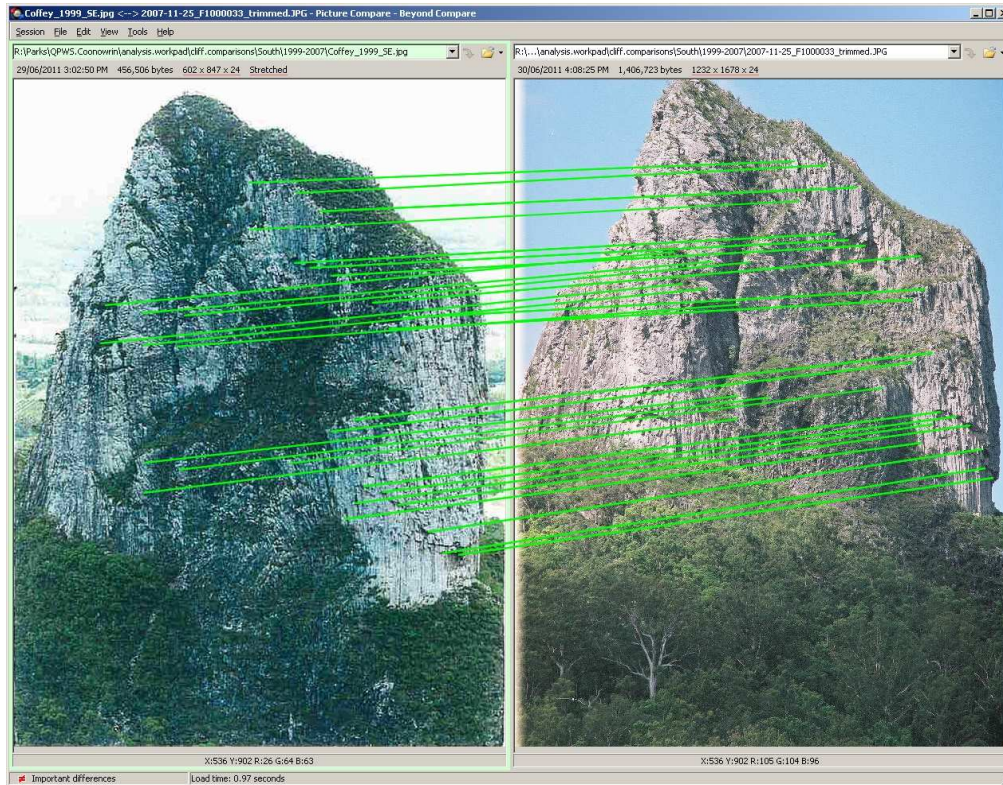 Coffey_1999_SE.jpg <--> 2007-11-25_F1000033_trimmed.JPG - Picture Compare - Beyond Compare
Session File Edit View Tools Help
R:\Parks\QPWS.Coonowrin\analysis.workpad\cliff.comparisons\South\1999-2007\Coffey_1999_SE.jpg
R:\...\analysis.workpad\cliff.comparisons\South\1999-2007\2007-11-25_F1000033_trimmed.JPG
29/06/2011 3:02:50 PM 456,506 bytes 602 x 847 x 24 Stretched
30/06/2011 4:08:25 PM 1,406,723 bytes 1232 x 1678 x 24
X:536 Y:902 R:26 G:64 B:63
X:536 Y:902 R:105 G:104 B:96
Important differences
Load time: 0.97 seconds